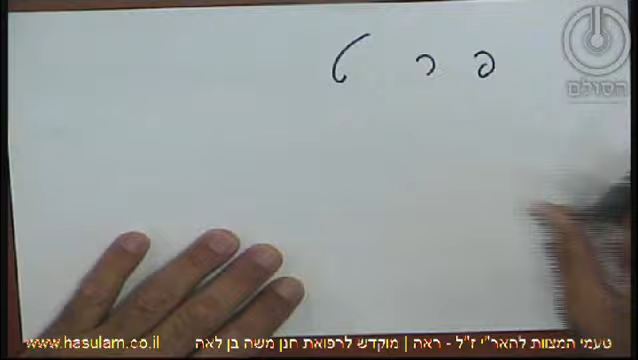 פ ר ט
הסולם
טעמי המצוות להאר"י ז"ל - ראה | מוקדש לרפואת חנן משה בן לאה www.hasulam.co.il